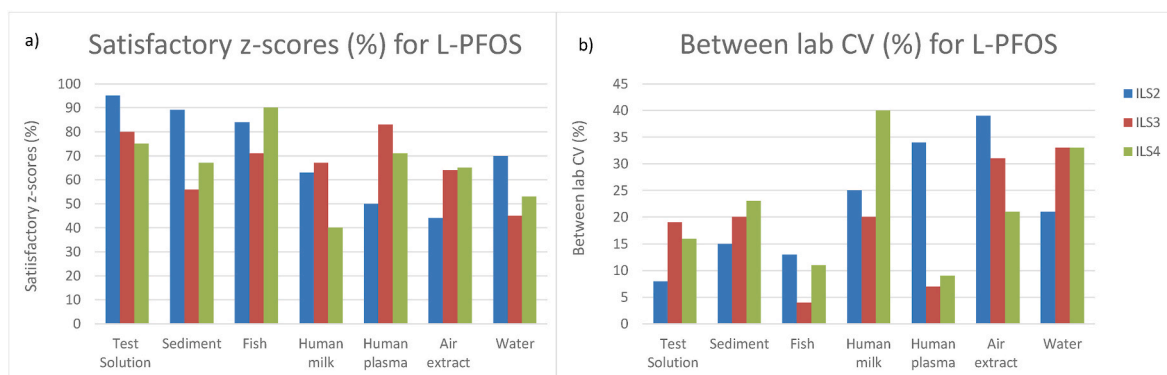 a)
Satisfactory z-scores (%) for L-PFOS
Satiisfactory z-scores (%)
100
90
80
70
60
50
40
30
20
10
0
Test Solution
Sediment
Fish
Human milk
Human plasma
Air extract
Water
b)
Between lab CV (%) for L-PFOS
Between lab CV (%)
45
40
35
30
25
20
15
10
5
0
Test Solution
Sediment
Fish
Human milk
Human plasma
Air extract
Water
ILS2
ILS3
ILS4